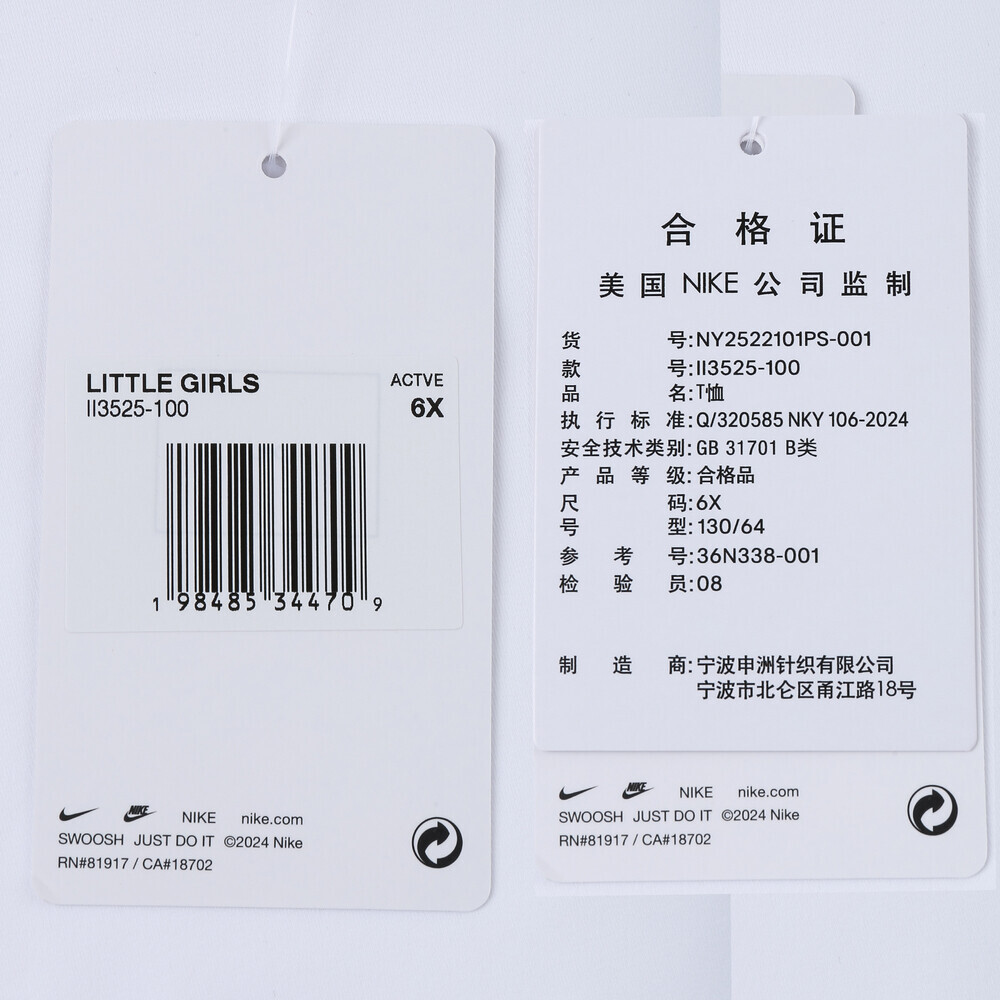 LITTLE GIRLS
II3525-100
ACTVE
6X
1 98485 34470 9
NIKE NIKE nike.com
SWOOSH JUST DO IT ©2024 Nike
RN#81917 / CA#18702
合格证
美国NIKE公司监制
货号:NY2522101PS-001
款号:II3525-100
品名:T恤
执行标准:Q/320585 NKY 106-2024
安全技术类别:GB 31701 B类
产品等级:合格品
尺码:6X
号型:130/64
参考号:36N338-001
检验员:08
制造商:宁波申洲针织有限公司
宁波市北仑区甬江路18号
NIKE NIKE nike.com
SWOOSH JUST DO IT ©2024 Nike
RN#81917 / CA#18702